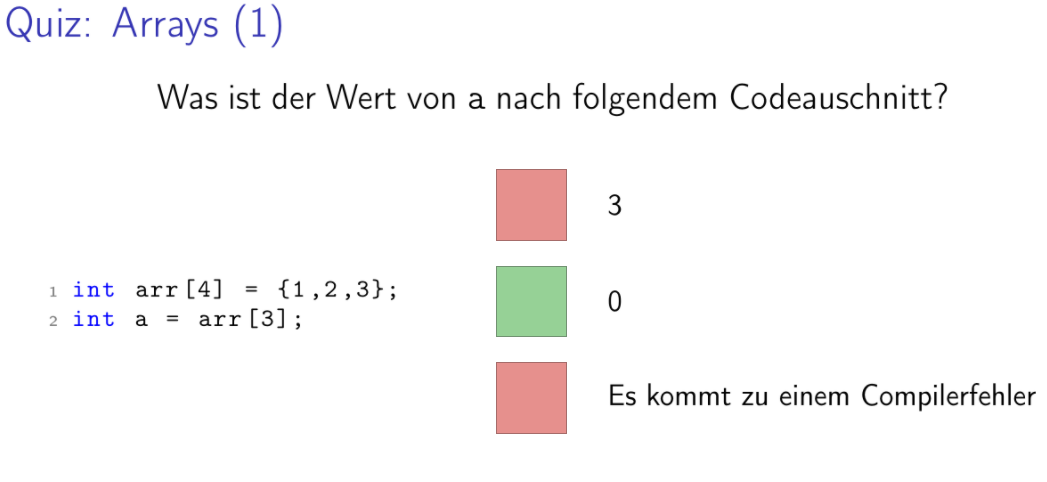 Quiz: Arrays (1)
Was ist der Wert von a nach folgendem Codeauschnitt?
3
1 int arr[4] = {1,2,3};
2 int a = arr[3];
0
Es kommt zu einem Compilerfehler